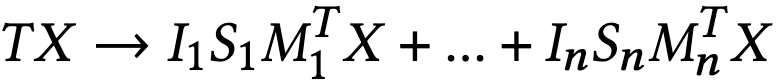 TX → I₁S₁M₁ᵀX + … + IₙSₙMₙᵀX